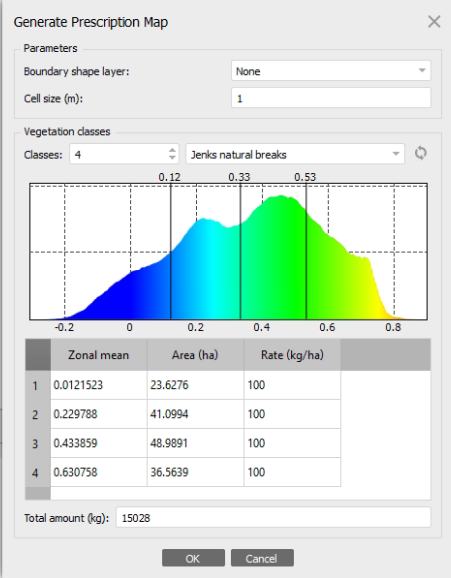 Generate Prescription Map
Parameters
Boundary shape layer: None
Cell size (m): 1
Vegetation classes
Classes: 4 Jenks natural breaks
0.12 0.33 0.53
-0.2 0 0.2 0.4 0.6 0.8
Zonal mean Area (ha) Rate (kg/ha)
1 0.0121523 23.6276 100
2 0.229788 41.0994 100
3 0.433859 48.9891 100
4 0.630758 36.5639 100
Total amount (kg): 15028
OK Cancel